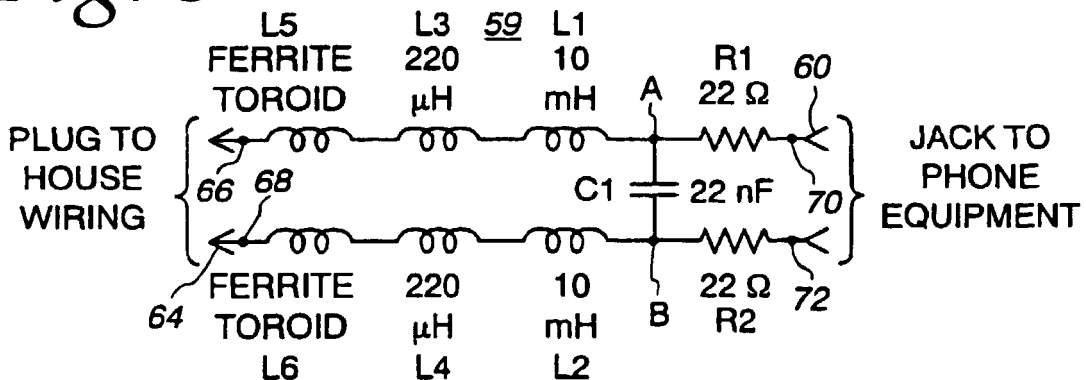 L5
FERRITE
TOROID
L3
220
μH
59
L1
10
mH
A
R1
22 Ω
60
PLUG TO
HOUSE
WIRING
66
68
64
C1
22 nF
70
72
JACK TO
PHONE
EQUIPMENT
FERRITE
TOROID
L6
220
μH
L4
10
mH
L2
B
22 Ω
R2